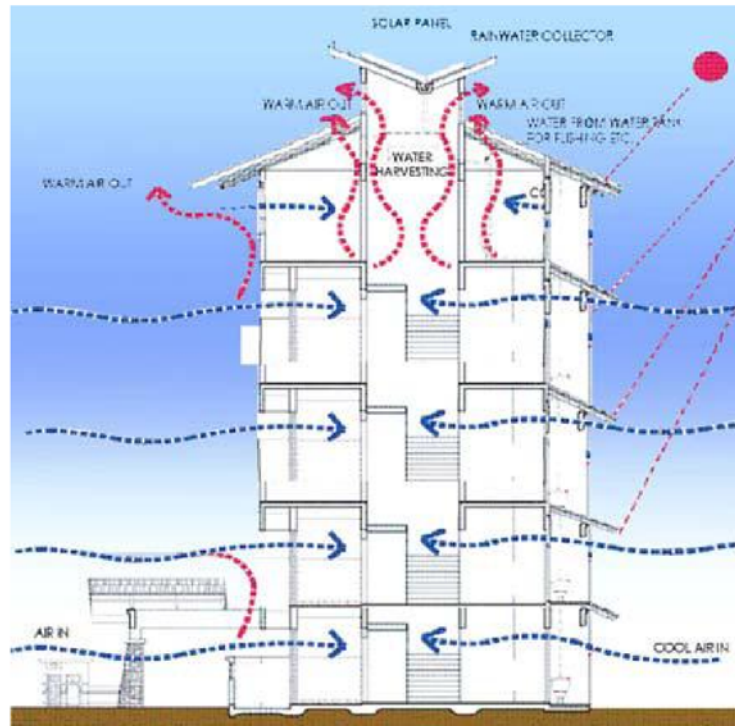 SOLAR PANEL
RAINWATER COLLECTOR
WARM AIR OUT
WARM AIR OUT
WATER FROM WATER TANK
FOR FLUSHING ETC
WATER
HARVESTING
WARM AIR OUT
AIR IN
COOL AIR IN